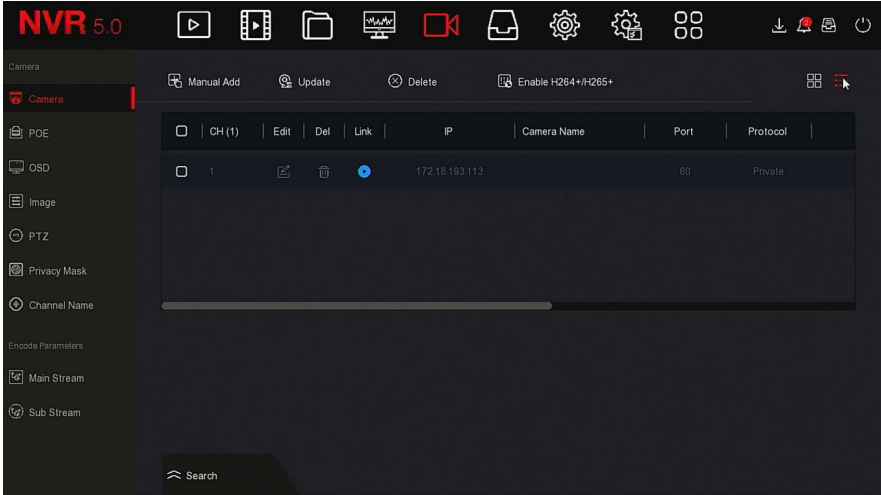 NVR 5.0
2
Camera
Manual Add Update Delete Enable H264+/H265+
Camera
CH (1) Edit Del Link IP Camera Name Port Protocol
POE
1 172.18.193.113 80 Private
OSD
Image
PTZ
Privacy Mask
Channel Name
Encode Parameters
Main Stream
Sub Stream
Search